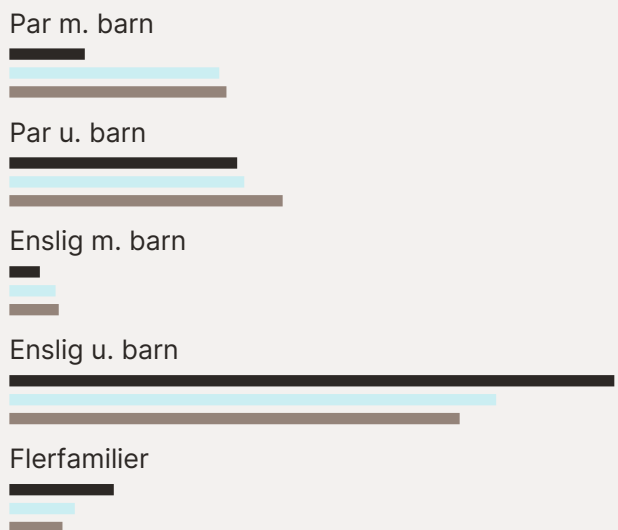 Par m. barn
Par u. barn
Enslig m. barn
Enslig u. barn
Flerfamilier